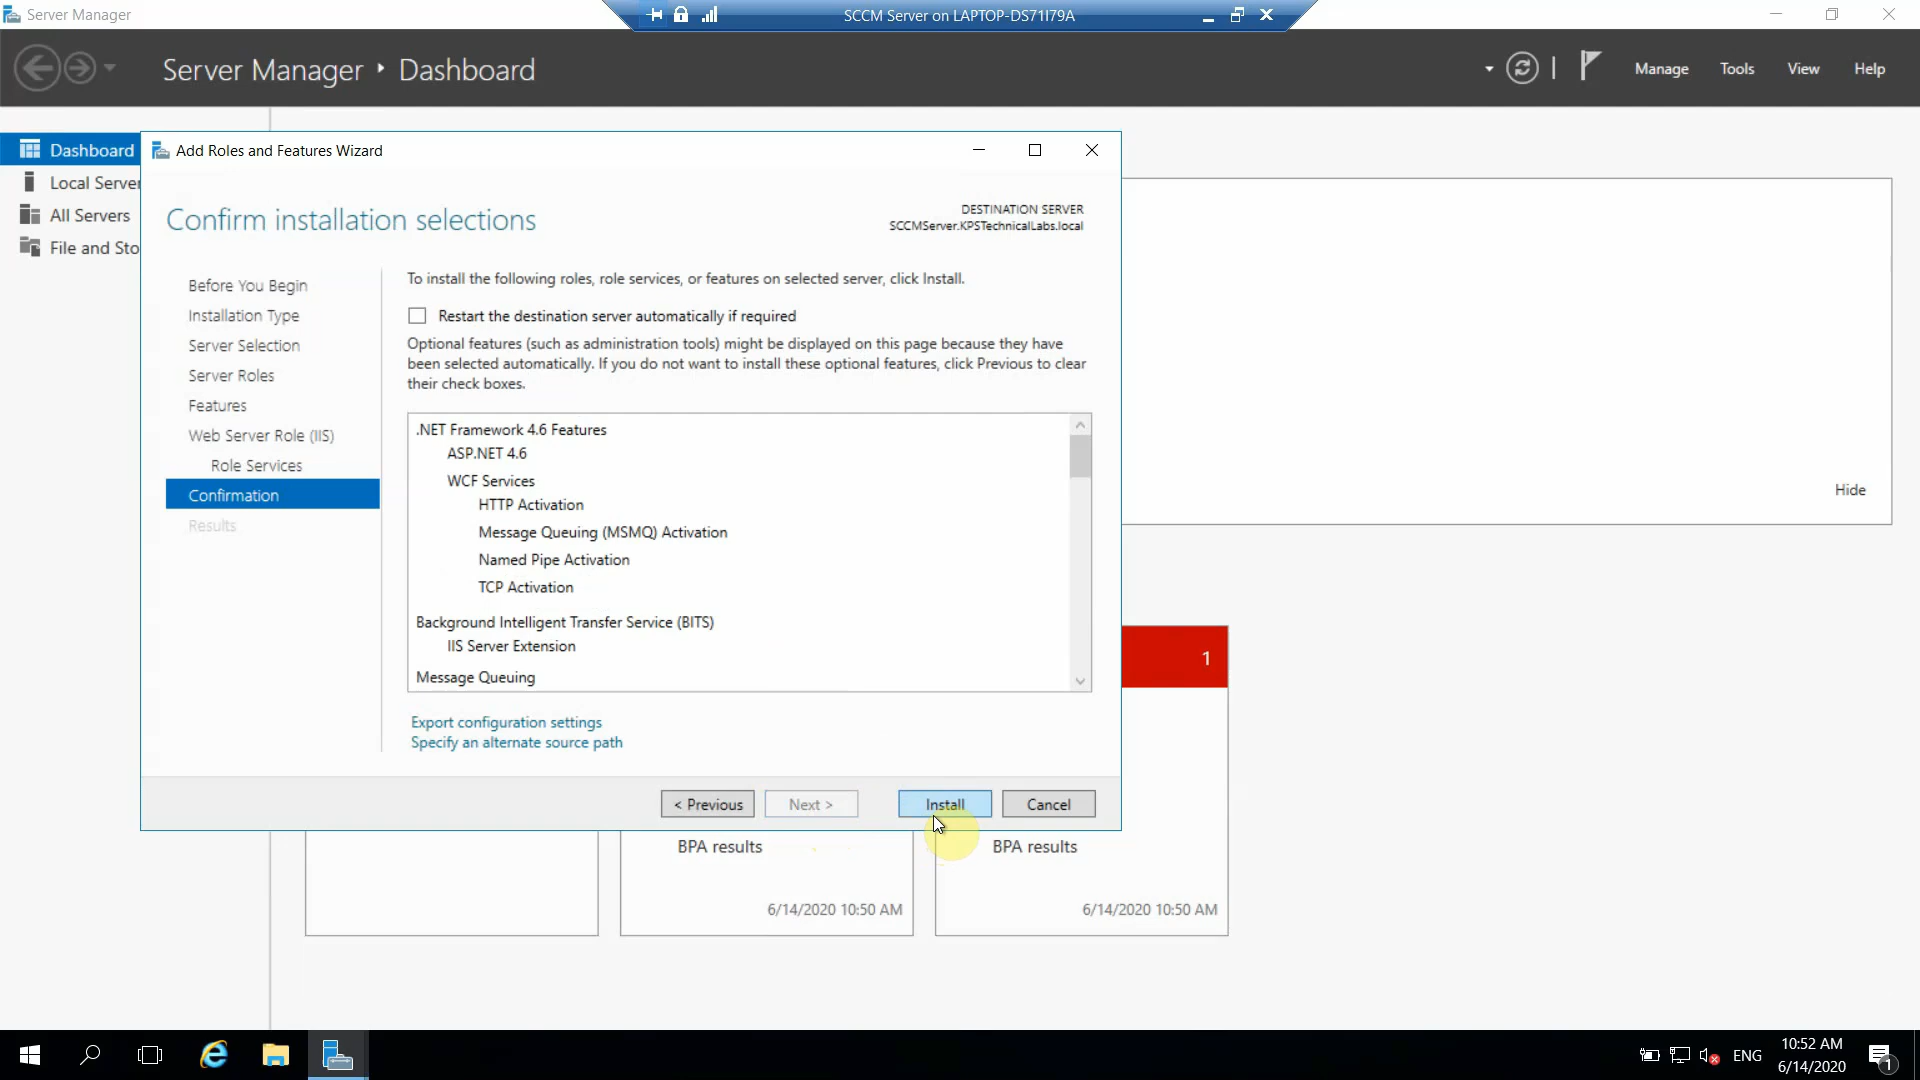 Server Manager
SCCM Server on LAPTOP-DS71I79A
Server Manager ‣ Dashboard
Manage
Tools
View
Help
Dashboard
Local Server
All Servers
File and Sto
Add Roles and Features Wizard
Confirm installation selections
DESTINATION SERVER
SCCMServer.KPSTechnicalLabs.local
Before You Begin
Installation Type
Server Selection
Server Roles
Features
Web Server Role (IIS)
Role Services
Confirmation
Results
To install the following roles, role services, or features on selected server, click Install.
Restart the destination server automatically if required
Optional features (such as administration tools) might be displayed on this page because they have
been selected automatically. If you do not want to install these optional features, click Previous to clear
their check boxes.
.NET Framework 4.6 Features
ASP.NET 4.6
WCF Services
HTTP Activation
Message Queuing (MSMQ) Activation
Named Pipe Activation
TCP Activation
Background Intelligent Transfer Service (BITS)
IIS Server Extension
Message Queuing
Export configuration settings
Specify an alternate source path
< Previous
Next >
Install
Cancel
Hide
1
BPA results
6/14/2020 10:50 AM
BPA results
6/14/2020 10:50 AM
ENG
10:52 AM
6/14/2020
1